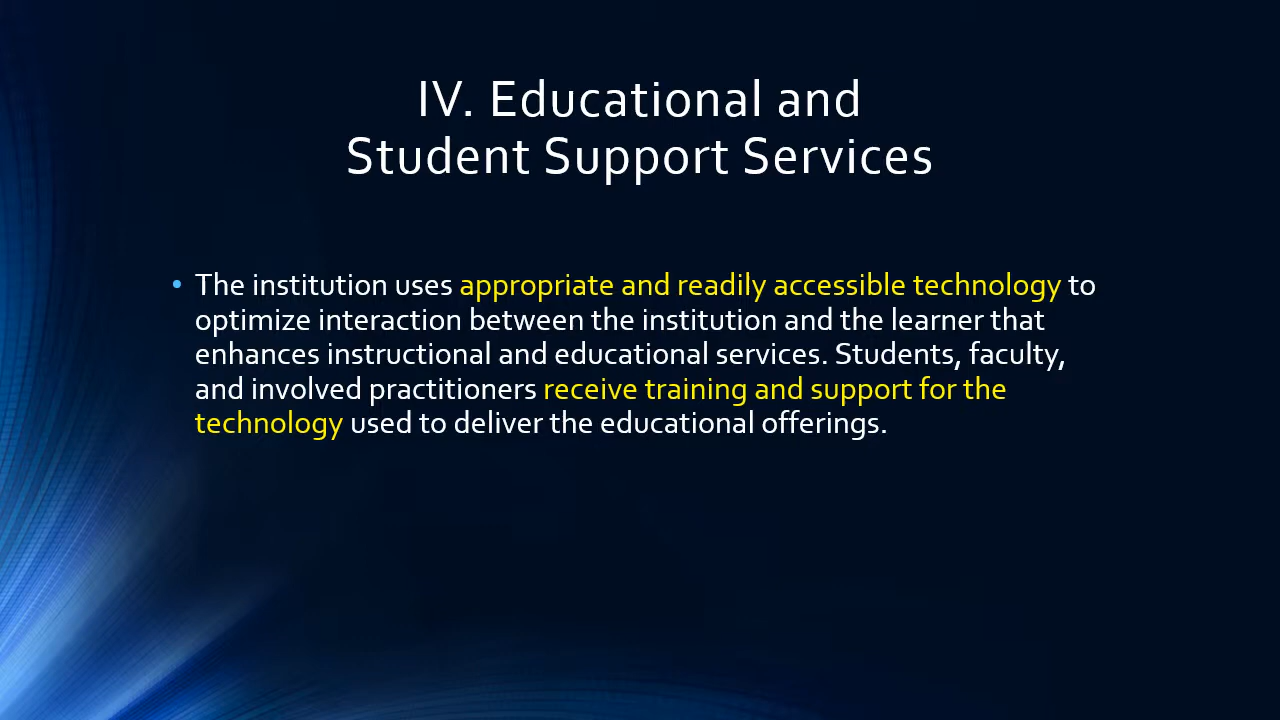 IV. Educational and
Student Support Services
• The institution uses appropriate and readily accessible technology to
optimize interaction between the institution and the learner that
enhances instructional and educational services. Students, faculty,
and involved practitioners receive training and support for the
technology used to deliver the educational offerings.